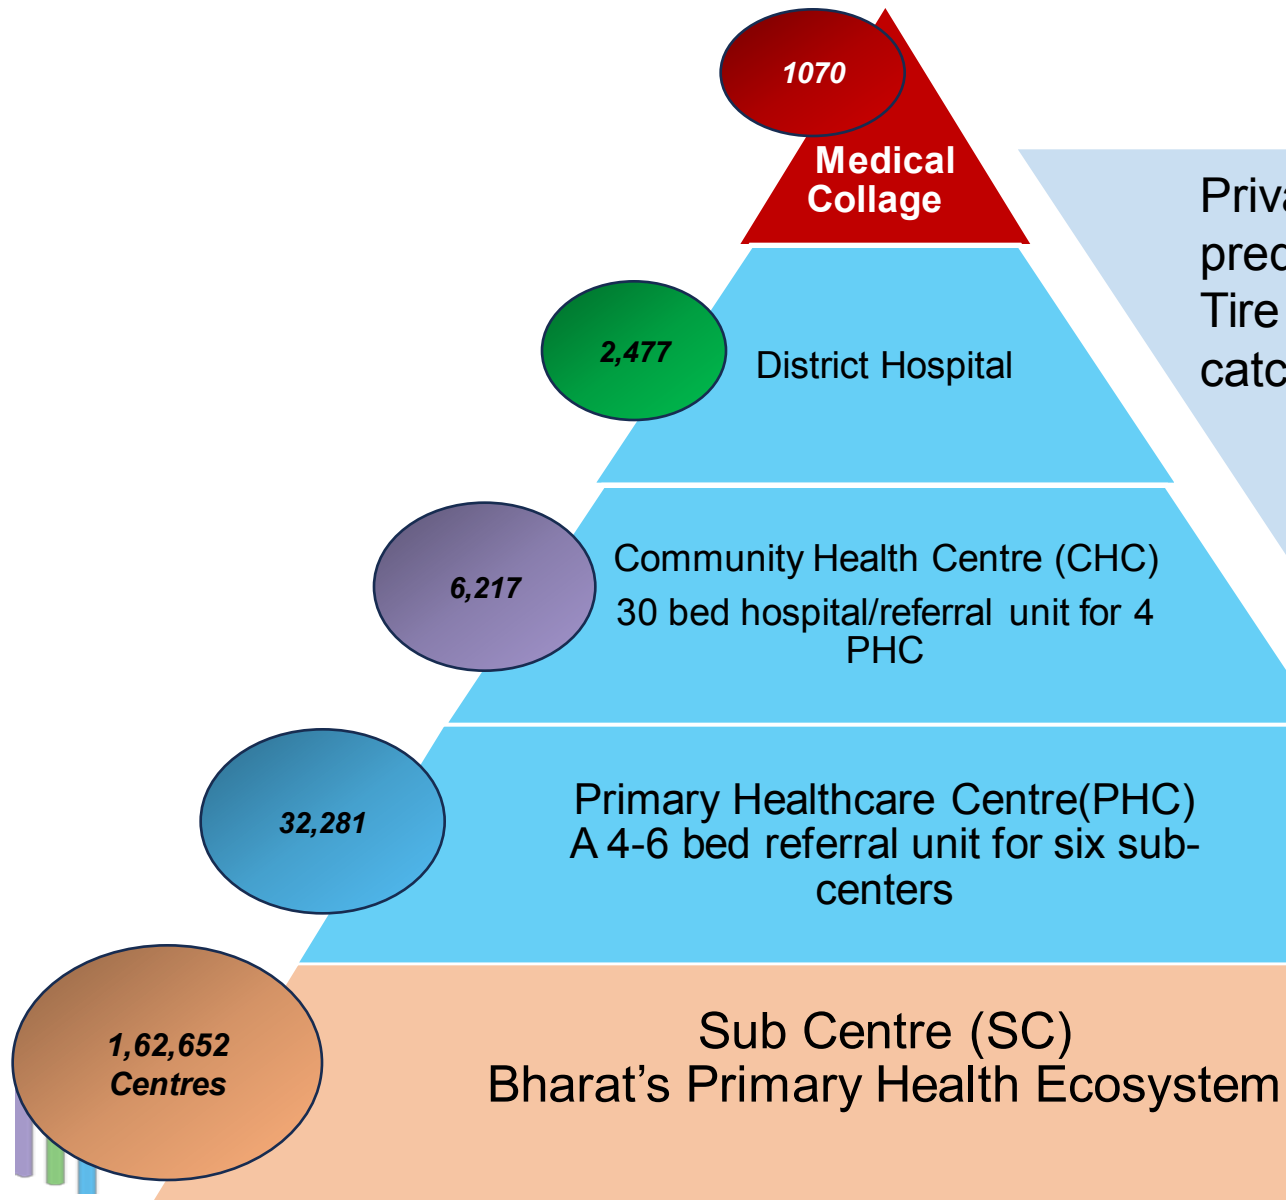 1070
Medical
Collage
2,477
District Hospital
6,217
Community Health Centre (CHC)
30 bed hospital/referral unit for 4
PHC
32,281
Primary Healthcare Centre(PHC)
A 4-6 bed referral unit for six sub-
centers
1,62,652
Centres
Sub Centre (SC)
Bharat's Primary Health Ecosystem
Tire